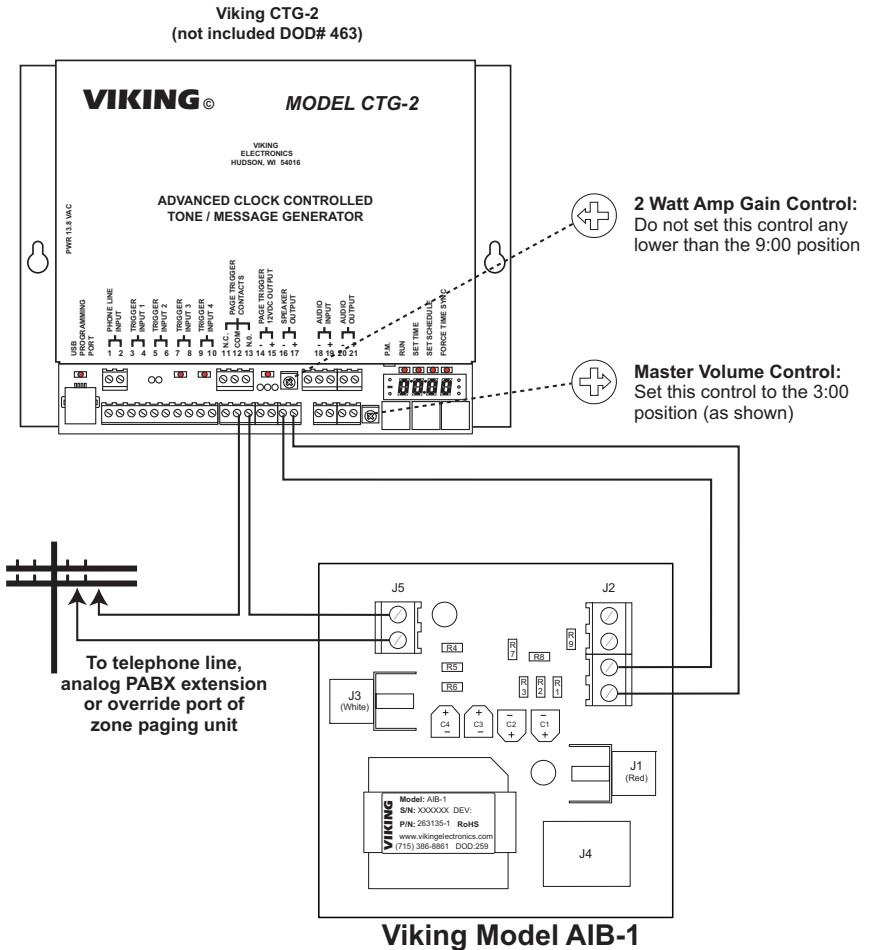 Viking CTG-2
(not included DOD# 463)
VIKING ©
MODEL CTG-2
VIKING
ELECTRONICS
HUDSON, WI 54016
ADVANCED CLOCK CONTROLLED
TONE / MESSAGE GENERATOR
PWR 13.8 VAC
USB
PROGRAMMING
PORT
PHONE LINE
INPUT
TRIGGER
INPUT 1
TRIGGER
INPUT 2
TRIGGER
INPUT 3
TRIGGER
INPUT 4
PAGE TRIGGER
CONTACTS
N.C.
COM
N.O.
PAGE TRIGGER
12VDC OUTPUT
- +
SPEAKER
OUTPUT
- +
AUDIO
INPUT
- +
AUDIO
OUTPUT
- +
P.M.
RUN
SET TIME
SET SCHEDULE
FORCE TIME SYNC
1 2 3 4 5 6 7 8 9 10 11 12 13 14 15 16 17 18 19 20 21
2 Watt Amp Gain Control:
Do not set this control any
lower than the 9:00 position
Master Volume Control:
Set this control to the 3:00
position (as shown)
To telephone line,
analog PABX extension
or override port of
zone paging unit
J5
J2
R4
R5
R6
R7
R8
R9
R3
R2
R1
J3
(White)
+ C4 -
+ C3 -
- C2 +
- C1 +
J1
(Red)
VIKING
Model: AIB-1
S/N: XXXXXX DEV:
P/N: 263135-1 RoHS
www.vikingelectronics.com
(715) 386-8861 DOD:259
J4
Viking Model AIB-1